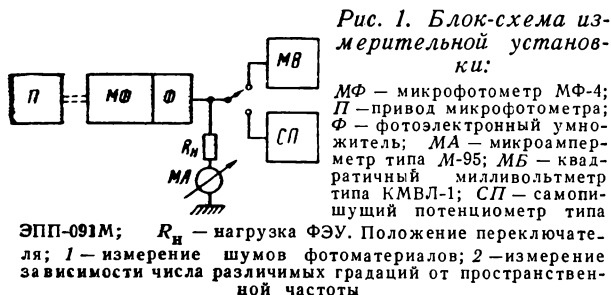 Рис. 1. Блок-схема из-
мерительной установ-
ки:
МВ
П
МФ
Ф
СП
Rн
МА
МФ — микрофотометр МФ-4;
П — привод микрофотометра;
Ф — фотоэлектронный умно-
житель; МА — микроампер-
метр типа М-95; МБ — квад-
ратичный милливольтметр
типа КМВЛ-1; СП — самопи-
шущий потенциометр типа
ЭПП-091М; Rн — нагрузка ФЭУ. Положение переключате-
ля; 1 — измерение шумов фотоматериалов; 2 — измерение
зависимости числа различимых градаций от пространствен-
ной частоты